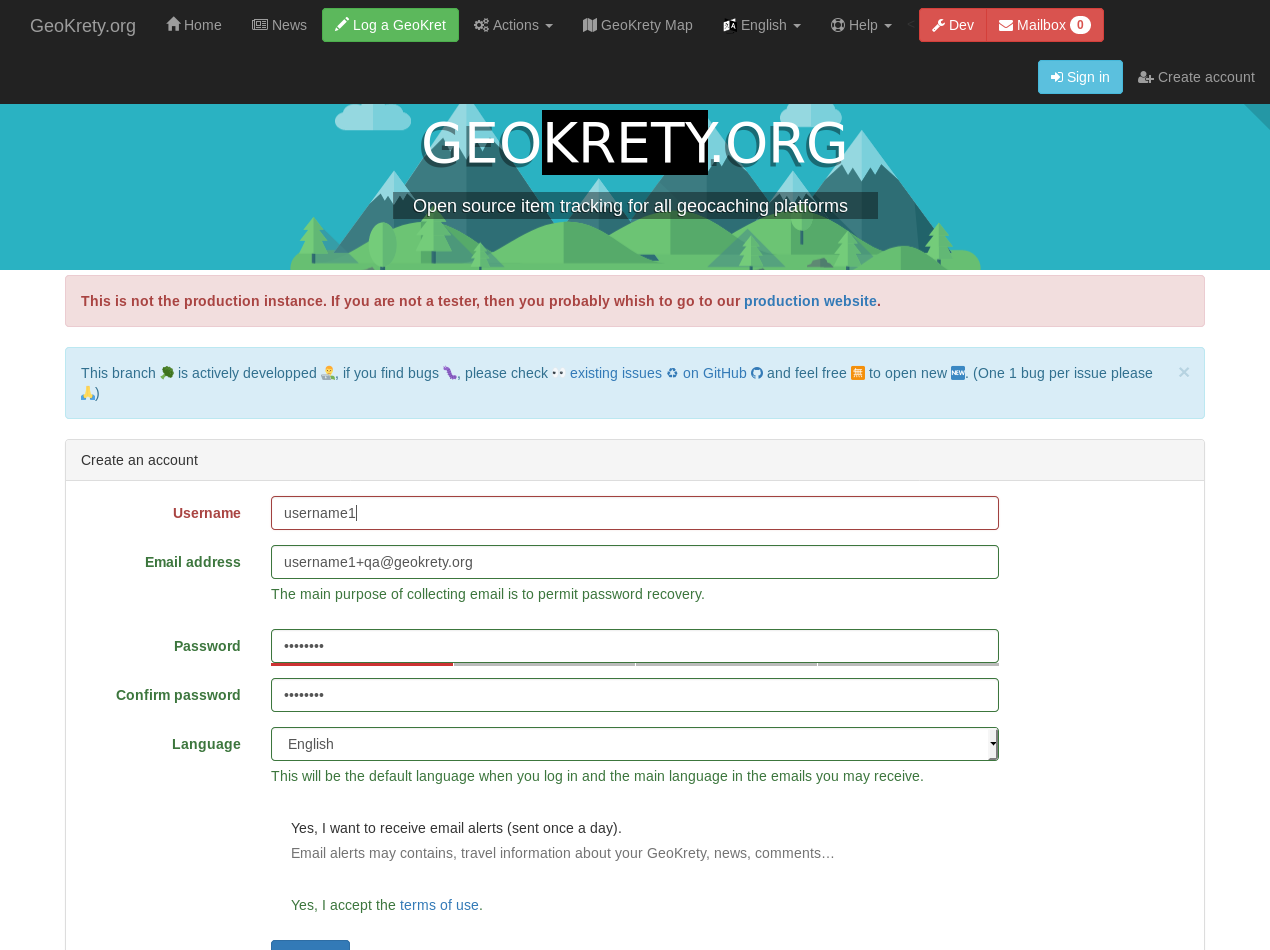 GeoKrety.org Home News Log a GeoKret Actions GeoKrety Map English Help Dev Mailbox 0
Sign in Create account
GEOKRETY.ORG
Open source item tracking for all geocaching platforms
This is not the production instance. If you are not a tester, then you probably whish to go to our production website.
This branch 🌳 is actively developped 👨‍💻, if you find bugs 🐛, please check 👀 existing issues ♻ on GitHub and feel free 🈚 to open new 🆕. (One 1 bug per issue please ×
🙏)
Create an account
Username username1
Email address username1+qa@geokrety.org
The main purpose of collecting email is to permit password recovery.
Password ••••••••
Confirm password ••••••••
Language English
This will be the default language when you log in and the main language in the emails you may receive.
Yes, I want to receive email alerts (sent once a day).
Email alerts may contains, travel information about your GeoKrety, news, comments…
Yes, I accept the terms of use.